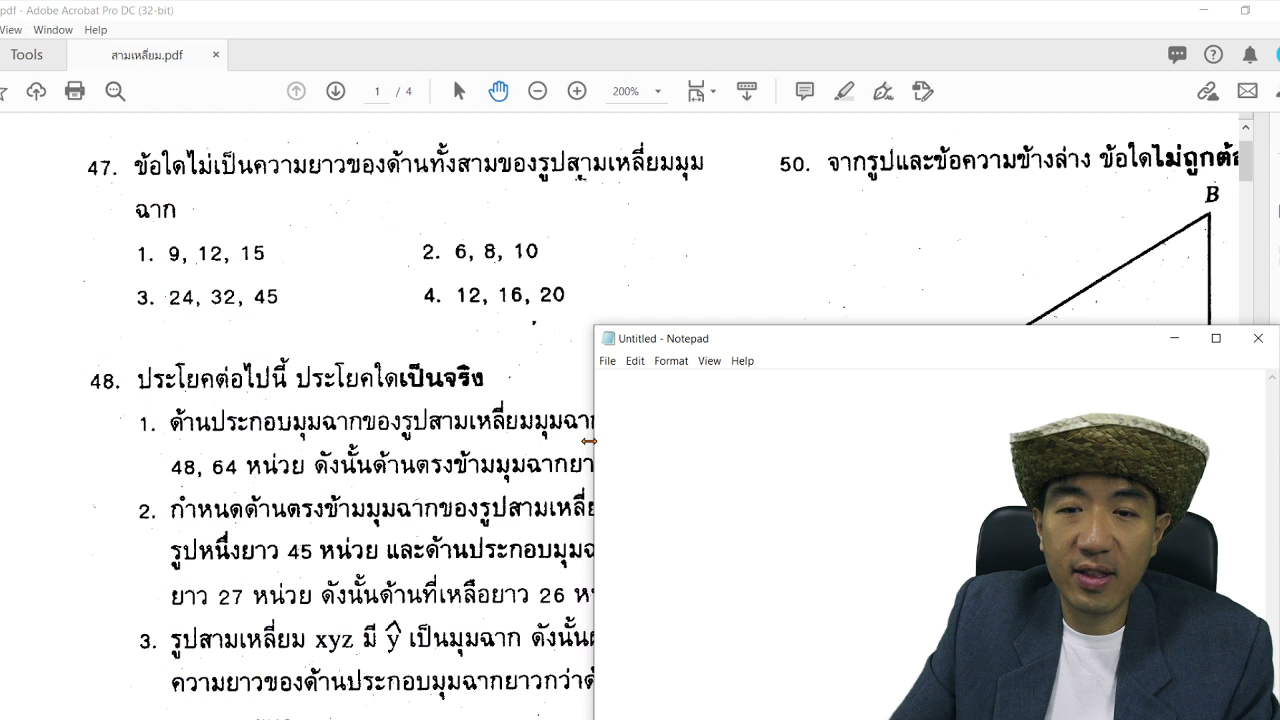 .pdf - Adobe Acrobat Pro DC (32-bit)
View Window Help
Tools สามเหลี่ยม.pdf ×
1 / 4 200%
47. ข้อใดไม่เป็นความยาวของด้านทั้งสามของรูปสามเหลี่ยมมุม
ฉาก
1. 9, 12, 15 2. 6, 8, 10
3. 24, 32, 45 4. 12, 16, 20
48. ประโยคต่อไปนี้ ประโยคใดเป็นจริง
1. ด้านประกอบมุมฉากของรูปสามเหลี่ยมมุมฉาก
48, 64 หน่วย ดังนั้นด้านตรงข้ามมุมฉากยา
2. กำหนดด้านตรงข้ามมุมฉากของรูปสามเหลี่
รูปหนึ่งยาว 45 หน่วย และด้านประกอบมุมฉ
ยาว 27 หน่วย ดังนั้นด้านที่เหลือยาว 26 ห
3. รูปสามเหลี่ยม xyz มี ŷ เป็นมุมฉาก ดังนั้น
ความยาวของด้านประกอบมุมฉากยาวกว่าด้
50. จากรูปและข้อความข้างล่าง ข้อใดไม่ถูกต้อ
B
Untitled - Notepad
File Edit Format View Help